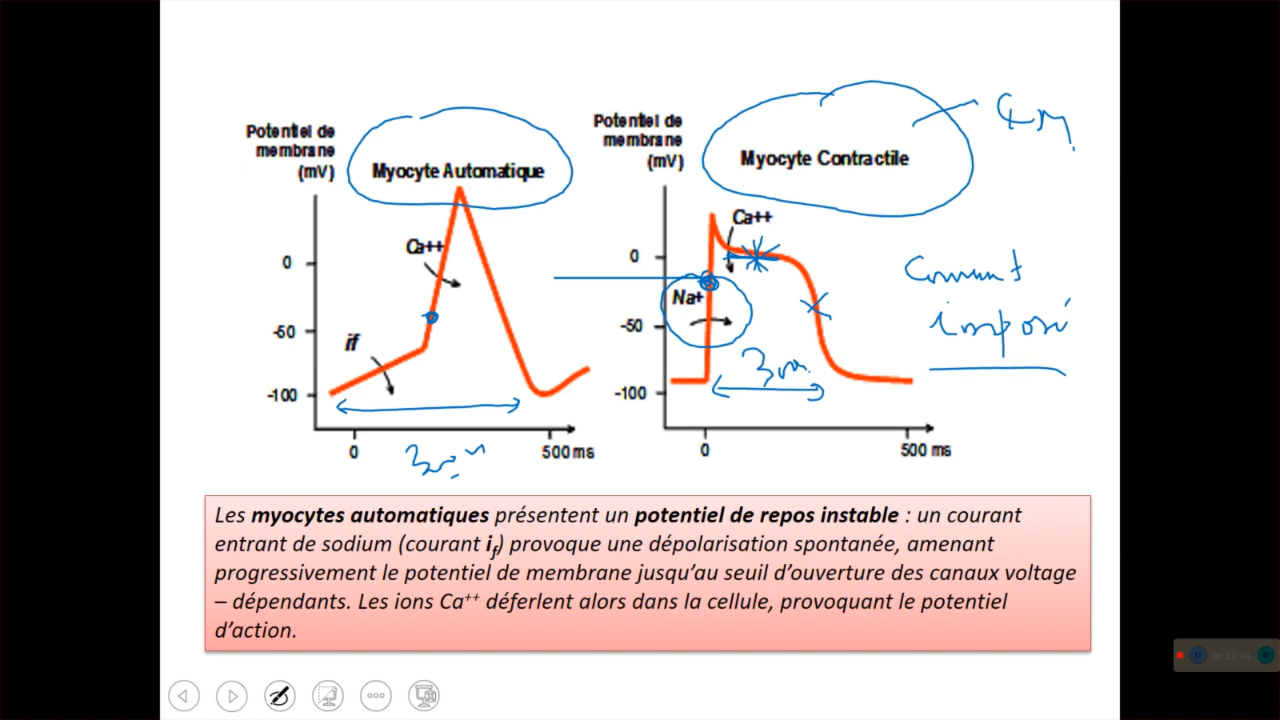 Potentiel de
membrane
(mV)
Myocyte Automatique
Ca++
0
-50
if
-100
0
500 ms
Potentiel de
membrane
(mV)
Myocyte Contractile
Ca++
0
Na+
-50
-100
0
500 ms
imposé
Les myocytes automatiques présentent un potentiel de repos instable : un courant
entrant de sodium (courant if) provoque une dépolarisation spontanée, amenant
progressivement le potentiel de membrane jusqu'au seuil d'ouverture des canaux voltage
– dépendants. Les ions Ca++ déferlent alors dans la cellule, provoquant le potentiel
d'action.